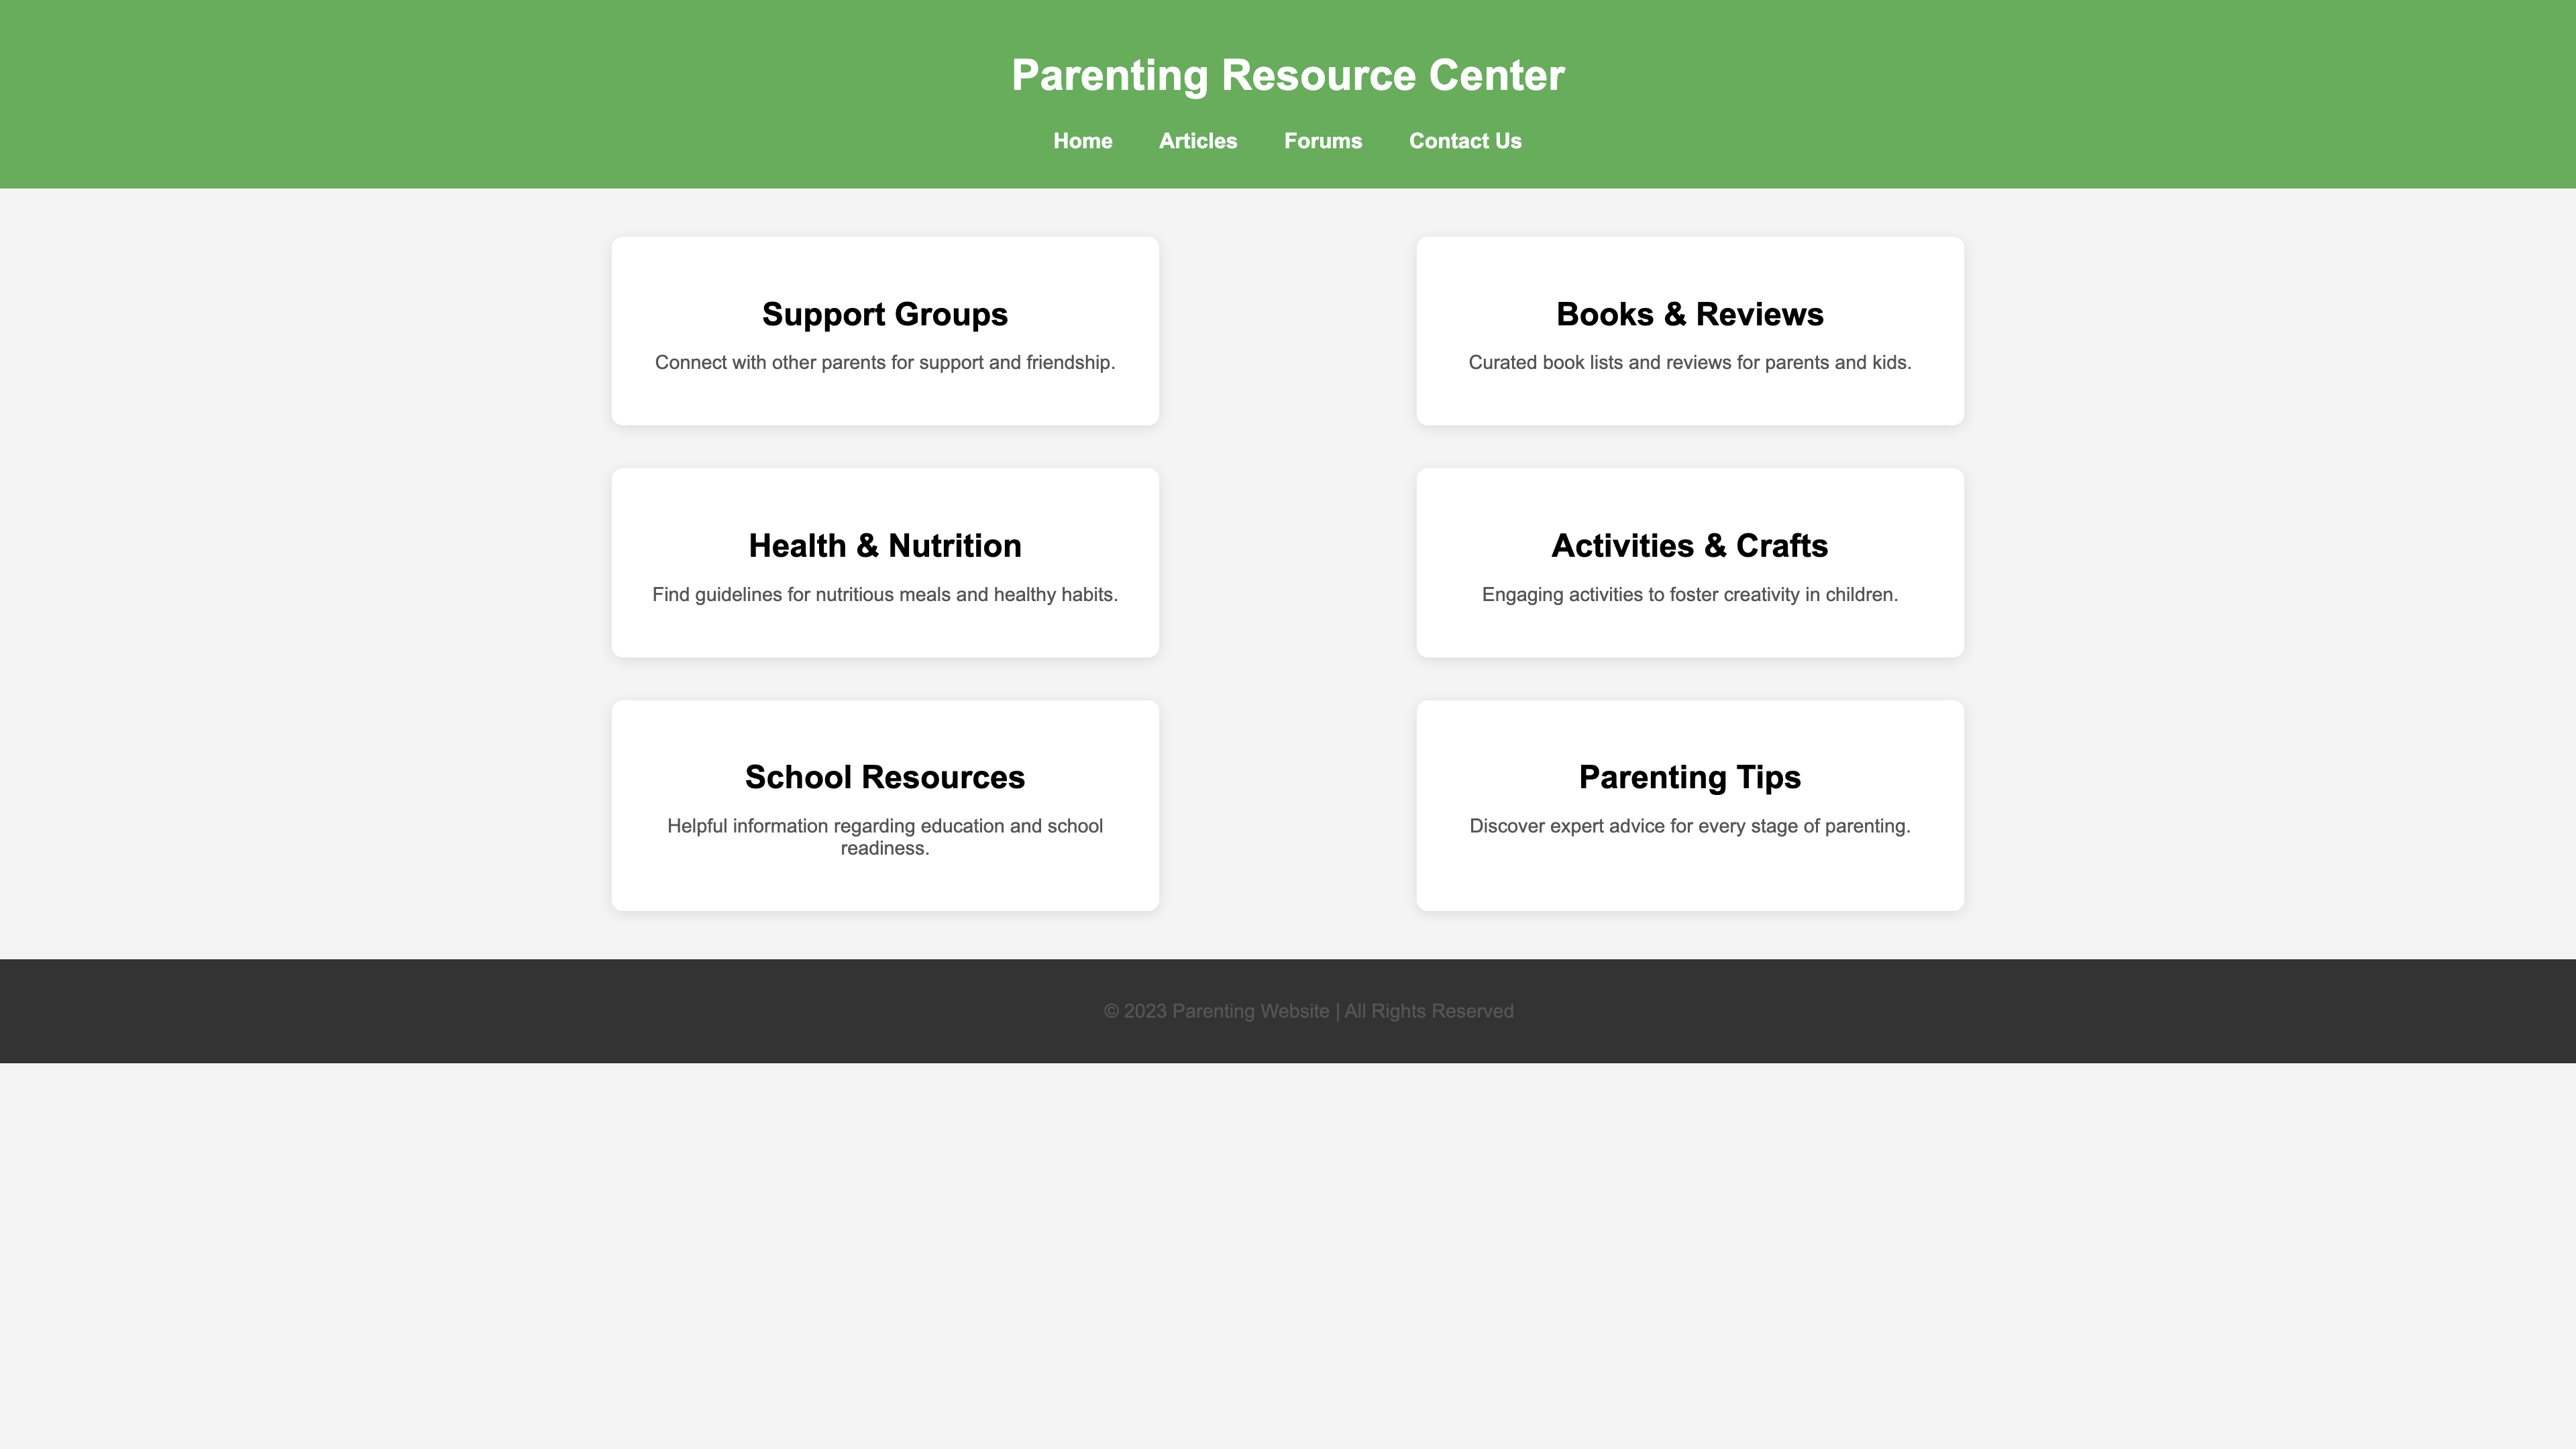 Parenting Resource Center
Home Articles Forums Contact Us
Support Groups
Connect with other parents for support and friendship.
Books & Reviews
Curated book lists and reviews for parents and kids.
Health & Nutrition
Find guidelines for nutritious meals and healthy habits.
Activities & Crafts
Engaging activities to foster creativity in children.
School Resources
Helpful information regarding education and school
readiness.
Parenting Tips
Discover expert advice for every stage of parenting.
© 2023 Parenting Website | All Rights Reserved